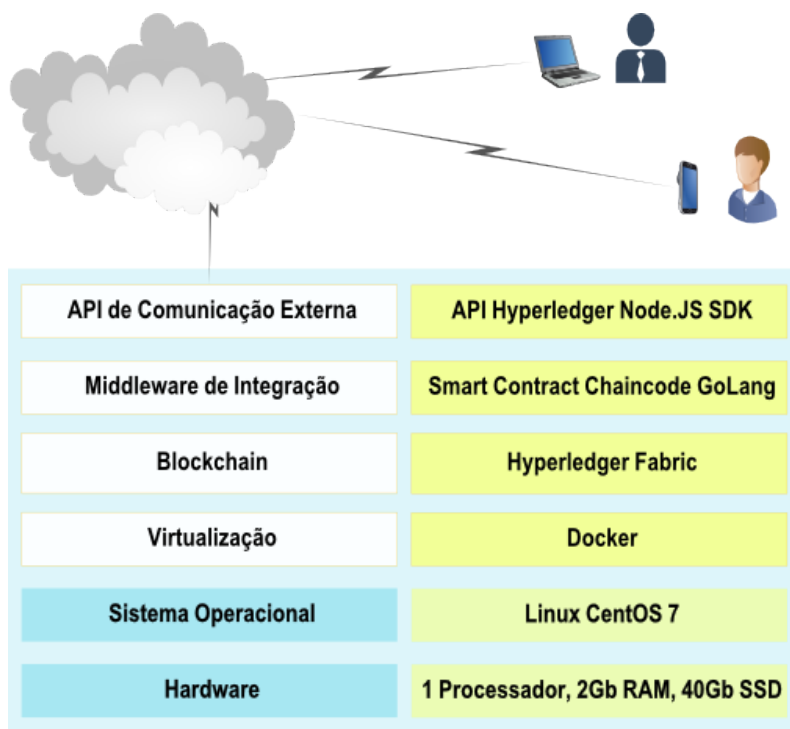 API de Comunicação Externa
API Hyperledger Node.JS SDK
Middleware de Integração
Smart Contract Chaincode GoLang
Blockchain
Hyperledger Fabric
Virtualização
Docker
Sistema Operacional
Linux CentOS 7
Hardware
1 Processador, 2Gb RAM, 40Gb SSD